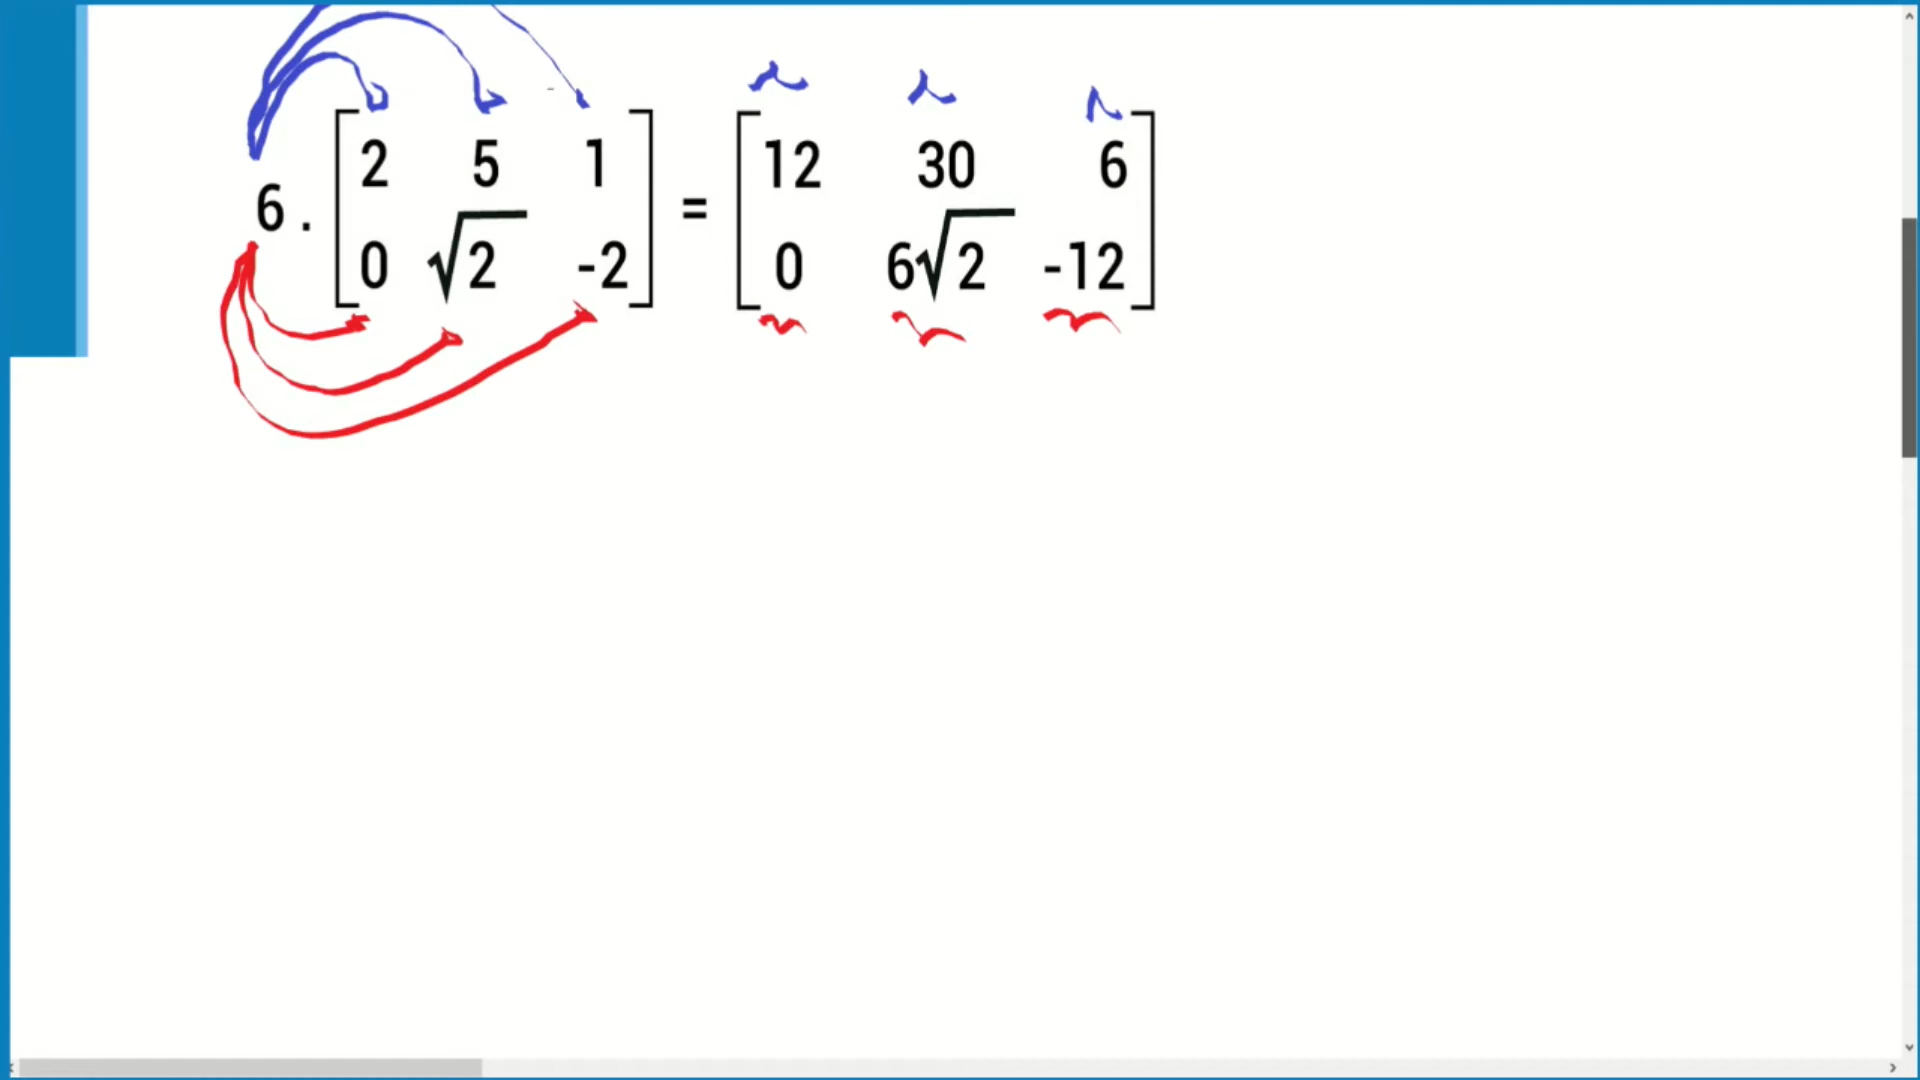 6 . [ 2 5 1 ] = [ 12 30 6 ]
[ 0 √2 -2 ] [ 0 6√2 -12 ]